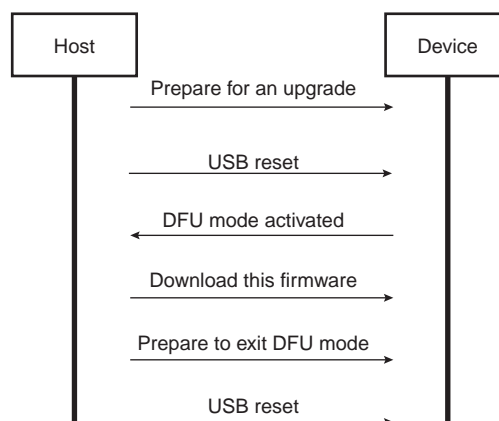 Host
Device
Prepare for an upgrade
USB reset
DFU mode activated
Download this firmware
Prepare to exit DFU mode
USB reset